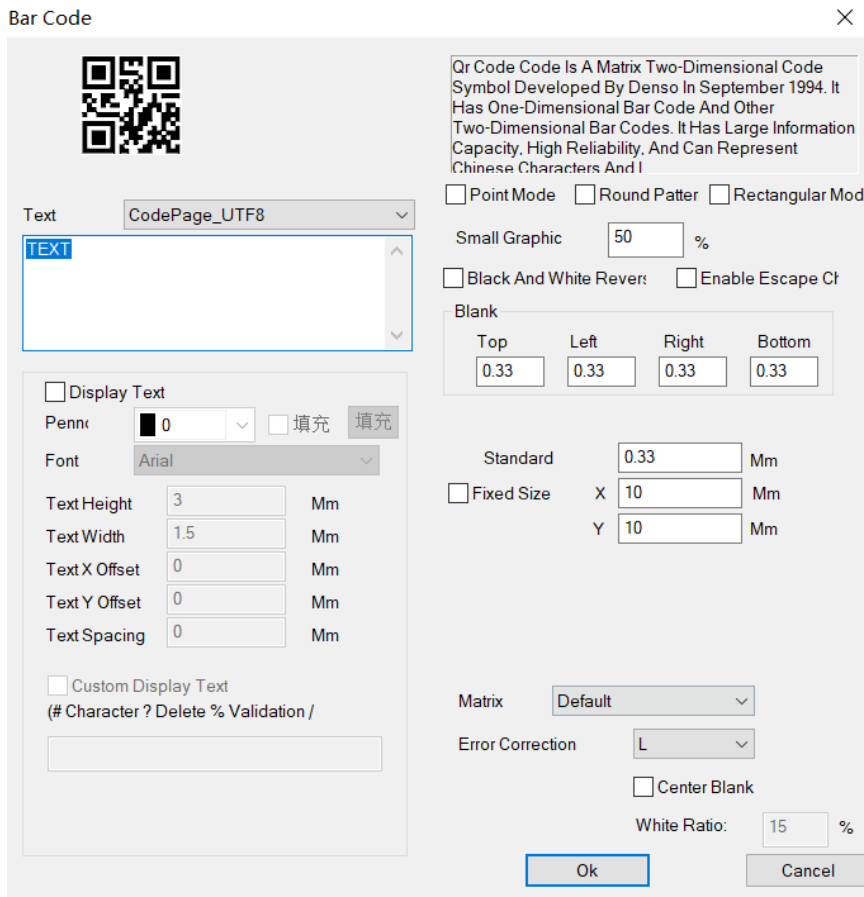 Bar Code
Qr Code Code Is A Matrix Two-Dimensional Code
Symbol Developed By Denso In September 1994. It
Has One-Dimensional Bar Code And Other
Two-Dimensional Bar Codes. It Has Large Information
Capacity, High Reliability, And Can Represent
Chinese Characters And I
Point Mode Round Patter Rectangular Mod
Text CodePage_UTF8
TEXT
Small Graphic 50 %
Black And White Revers Enable Escape Ch
Blank
Top Left Right Bottom
0.33 0.33 0.33 0.33
Display Text
Penno 0 填充 填充
Font Arial
Text Height 3 Mm
Text Width 1.5 Mm
Text X Offset 0 Mm
Text Y Offset 0 Mm
Text Spacing 0 Mm
Custom Display Text
(# Character ? Delete % Validation /
Standard 0.33 Mm
Fixed Size X 10 Mm
Y 10 Mm
Matrix Default
Error Correction L
Center Blank
White Ratio: 15 %
Ok Cancel